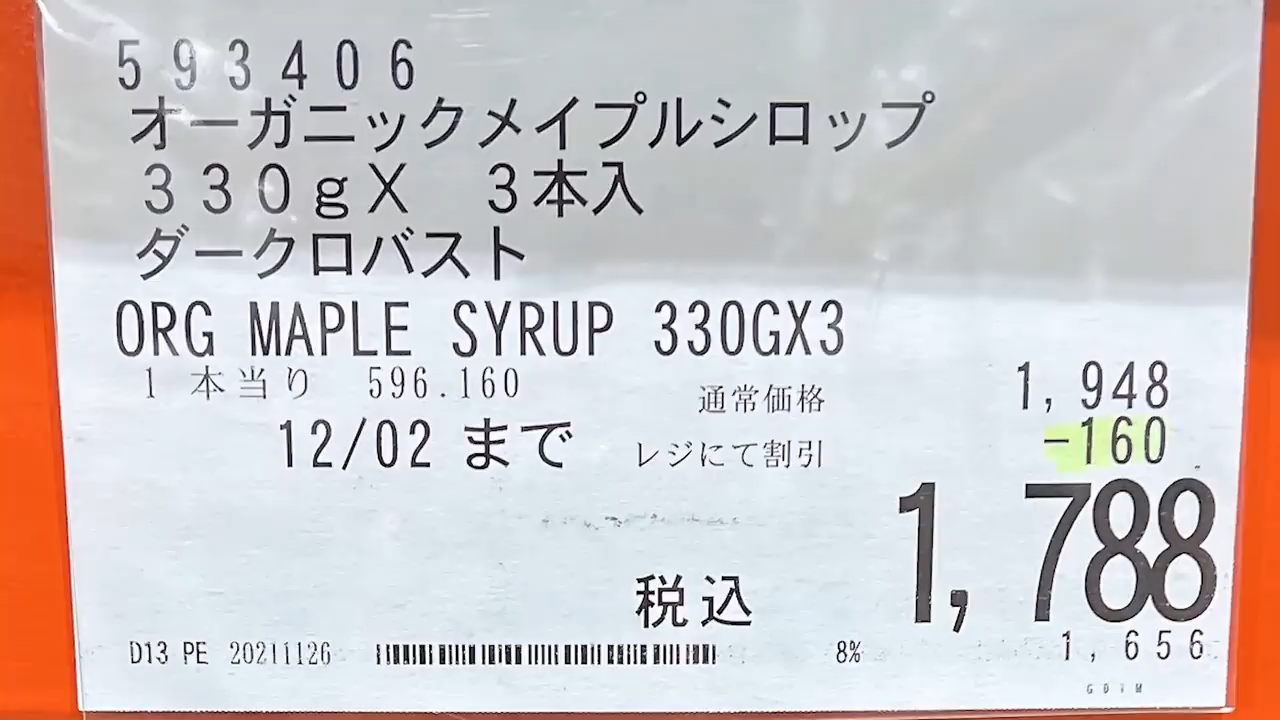 593406
オーガニックメイプルシロップ
330gX 3本入
ダークロバスト
ORG MAPLE SYRUP 330GX3
1 本当り 596.160
通常価格 1,948
12/02 まで レジにて割引 -160
1,788
税込
D13 PE 20211126 8% 1,656